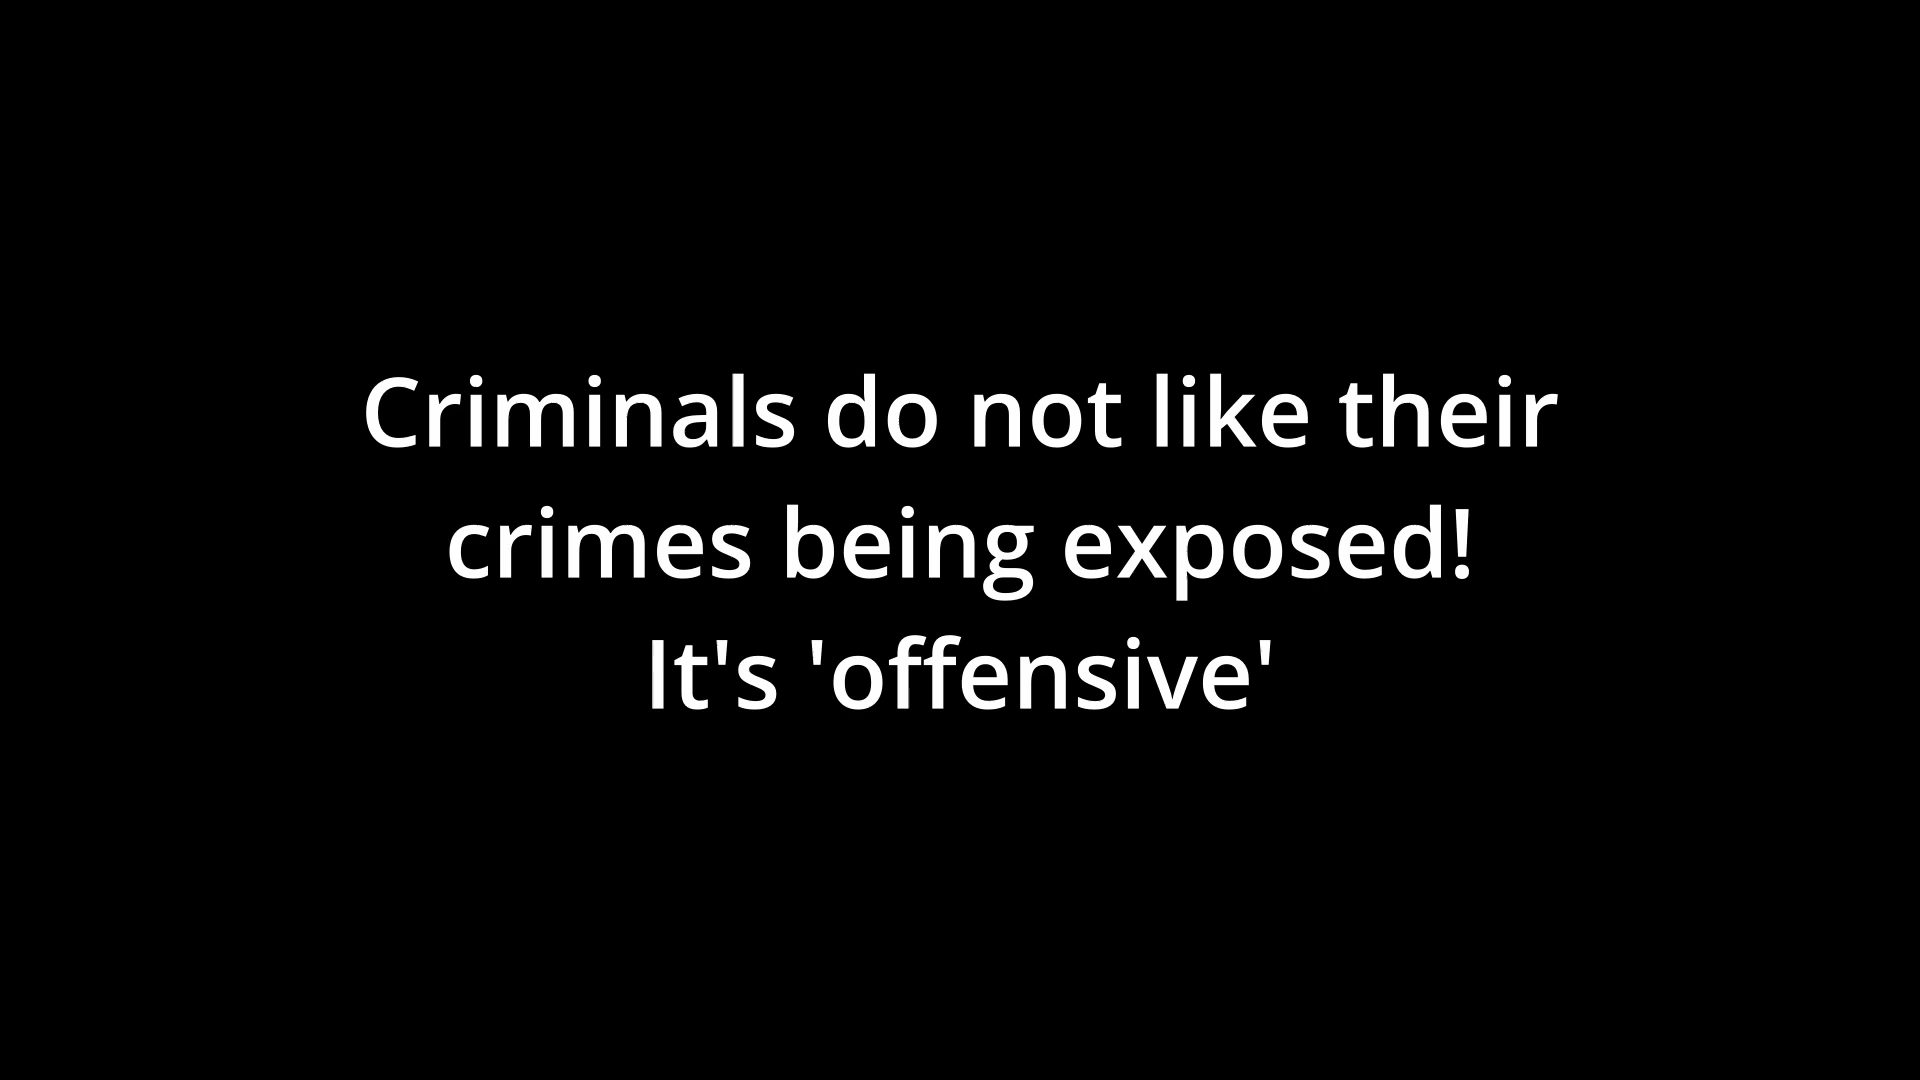 Criminals do not like their
crimes being exposed!
It's 'offensive'